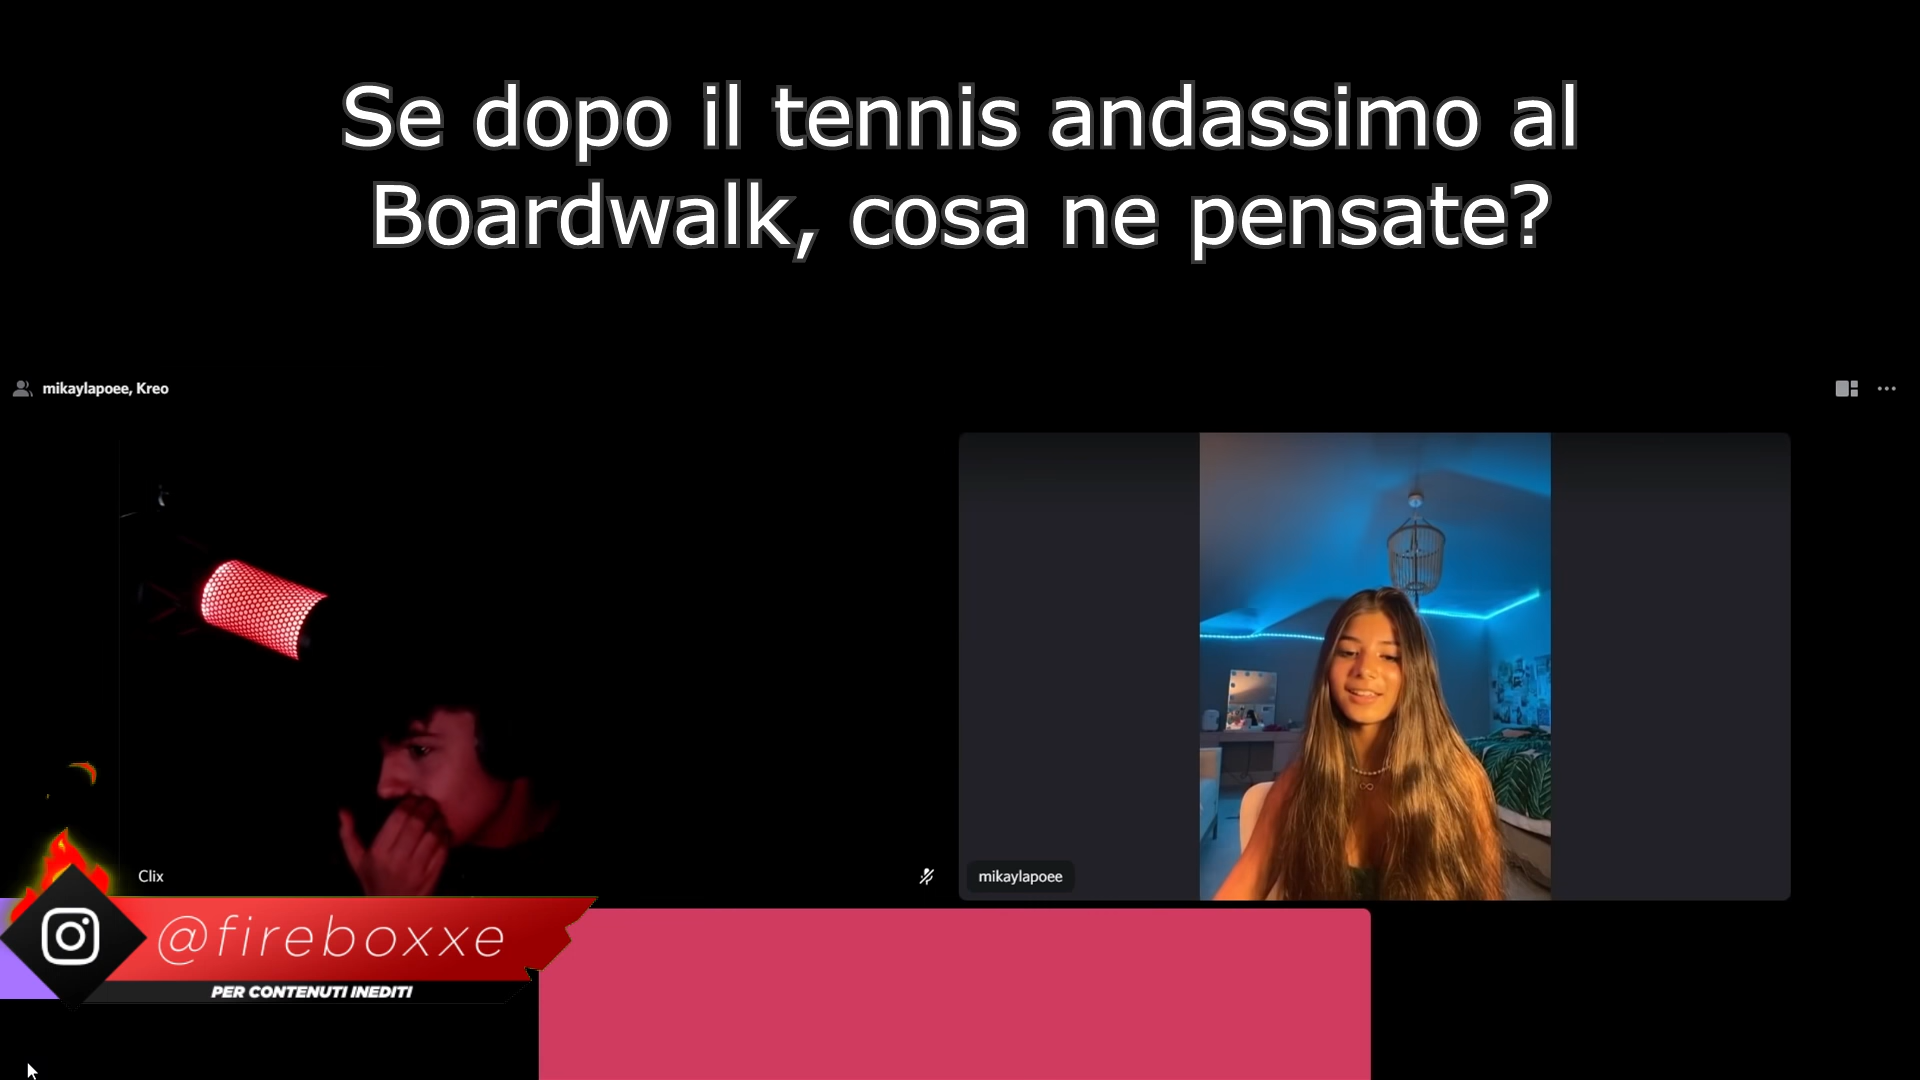 Se dopo il tennis andassimo al
Boardwalk, cosa ne pensate?
mikaylapoee, Kreo
Clix
mikaylapoee
@fireboxxe
PER CONTENUTI INEDITI